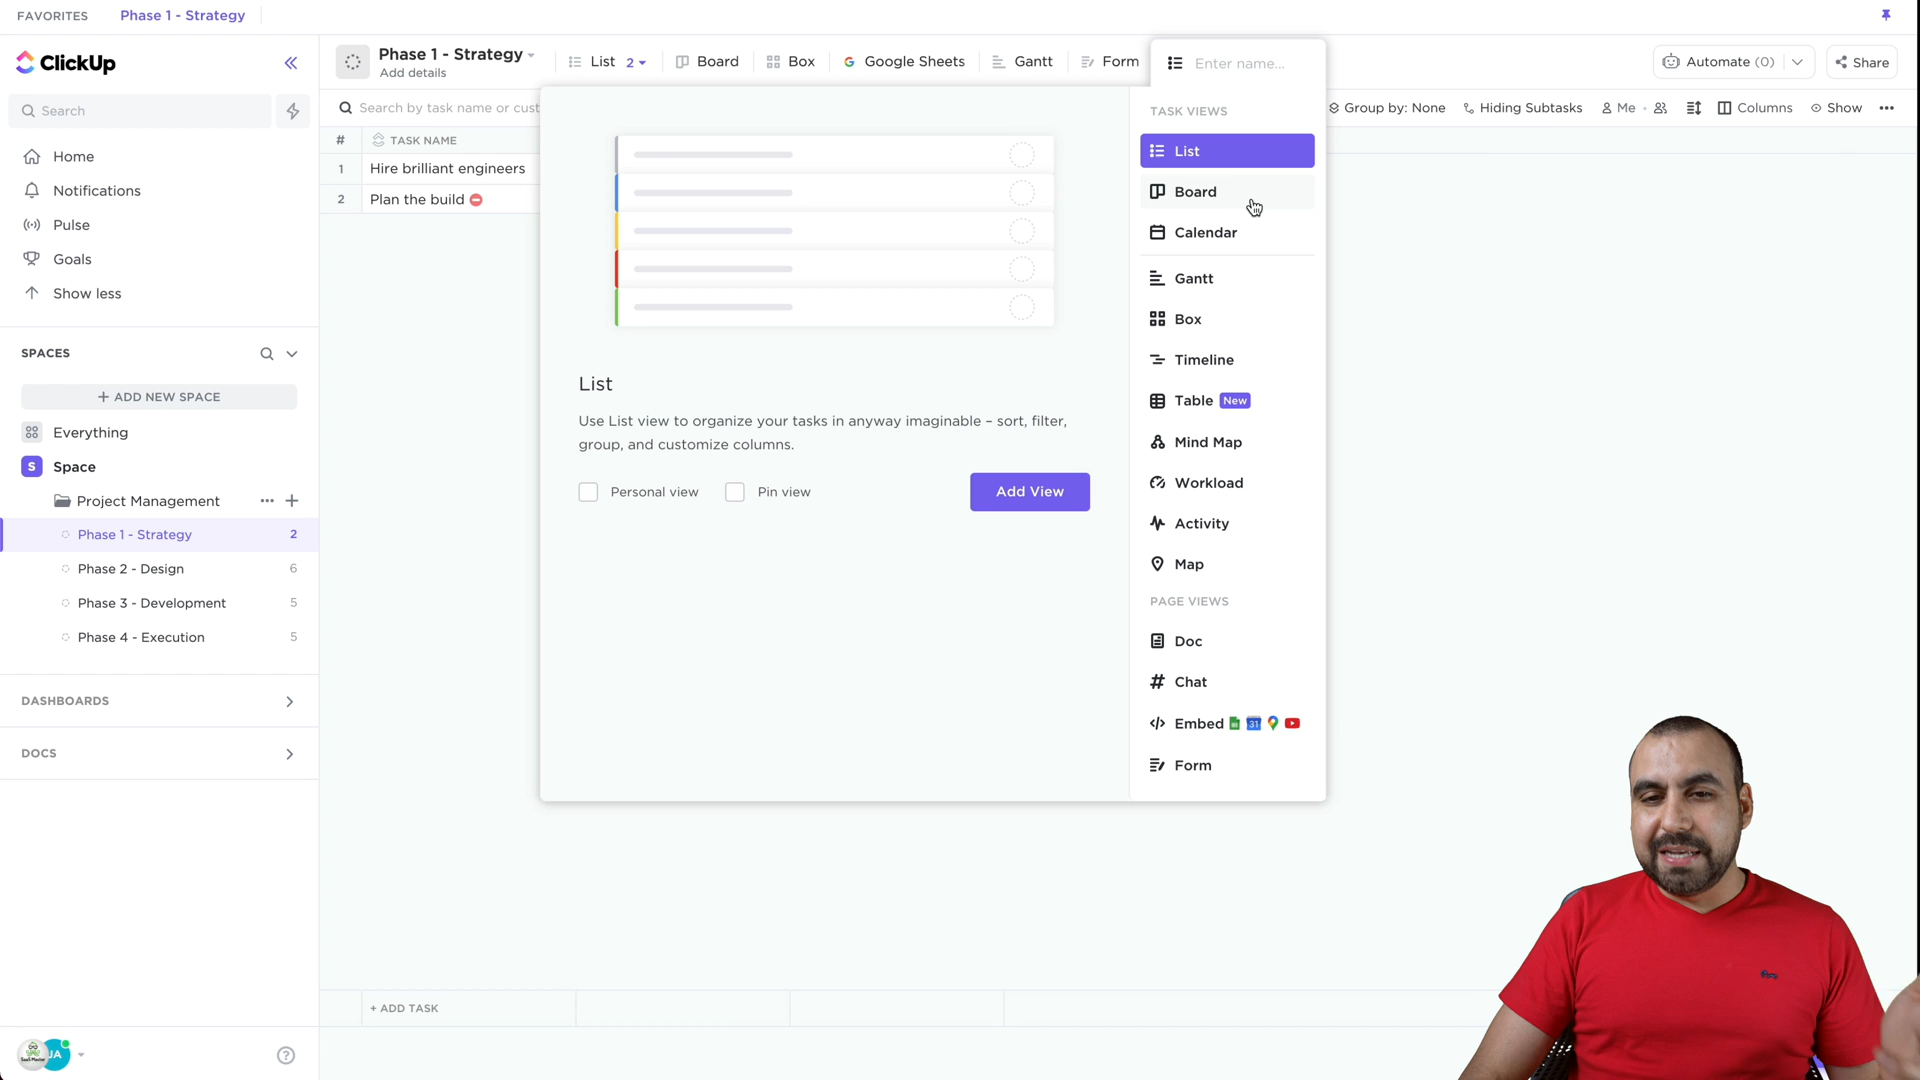 FAVORITES Phase 1 - Strategy
ClickUp
Search
Home
Notifications
Pulse
Goals
Show less
SPACES
+ ADD NEW SPACE
Everything
S Space
Project Management
Phase 1 - Strategy 2
Phase 2 - Design 6
Phase 3 - Development 5
Phase 4 - Execution 5
DASHBOARDS
DOCS
JA
Phase 1 - Strategy
Add details
List 2 Board Box Google Sheets Gantt Form
Automate (0) Share
Search by task name or cust
Group by: None Hiding Subtasks Me Columns Show
# TASK NAME
1 Hire brilliant engineers
2 Plan the build
+ ADD TASK
List
Use List view to organize your tasks in anyway imaginable – sort, filter,
group, and customize columns.
Personal view Pin view Add View
Enter name...
TASK VIEWS
List
Board
Calendar
Gantt
Box
Timeline
Table New
Mind Map
Workload
Activity
Map
PAGE VIEWS
Doc
Chat
Embed 31
Form